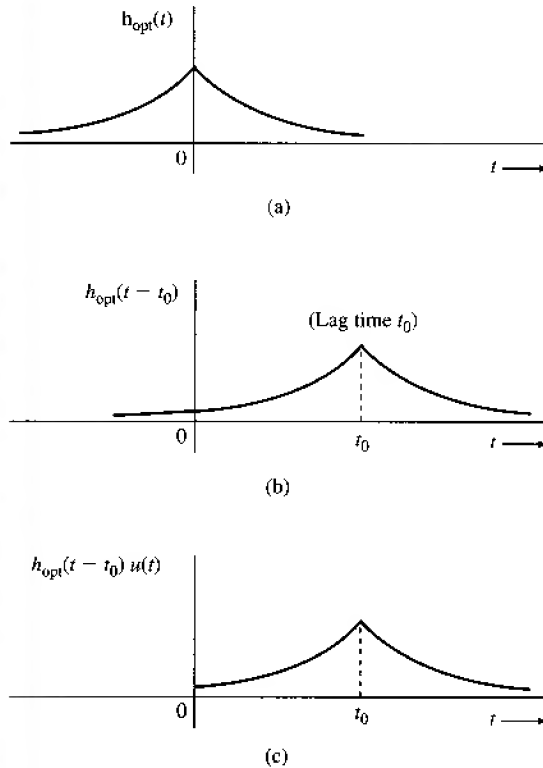 h_opt(t)
0
t
(a)
h_opt(t − t_0)
(Lag time t_0)
0
t_0
t
(b)
h_opt(t − t_0) u(t)
0
t_0
t
(c)